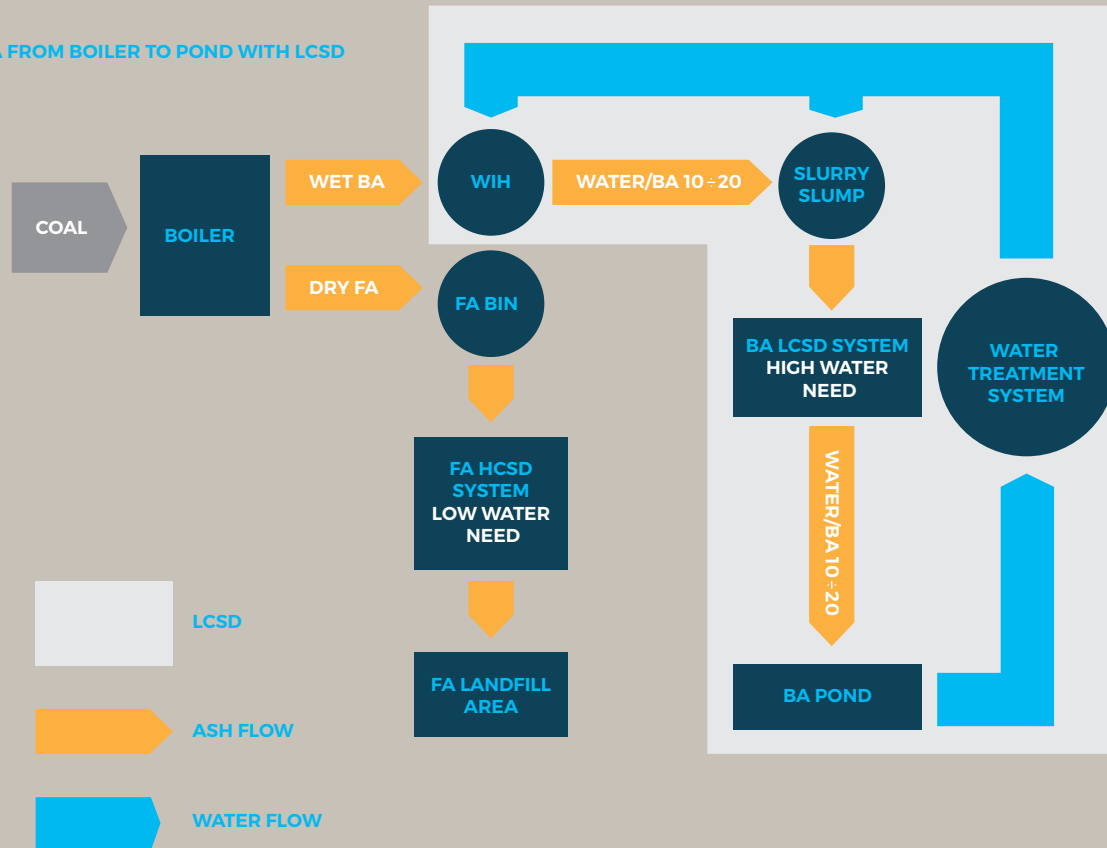 A FROM BOILER TO POND WITH LCSD
COAL
BOILER
WET BA
WIH
WATER/BA 10÷20
SLURRY
SLUMP
DRY FA
FA BIN
BA LCSD SYSTEM
HIGH WATER
NEED
WATER
TREATMENT
SYSTEM
FA HCSD
SYSTEM
LOW WATER
NEED
WATER/BA 10÷20
FA LANDFILL
AREA
BA POND
LCSD
ASH FLOW
WATER FLOW